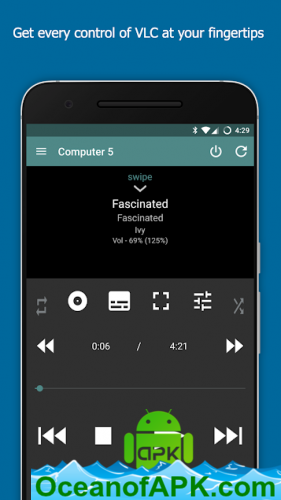 Get every control of VLC at your fingertips
4:29
Computer 5
swipe
Fascinated
Fascinated
Ivy
Vol - 69% (125%)
0:06 / 4:21
apk
OceanofAPK.com